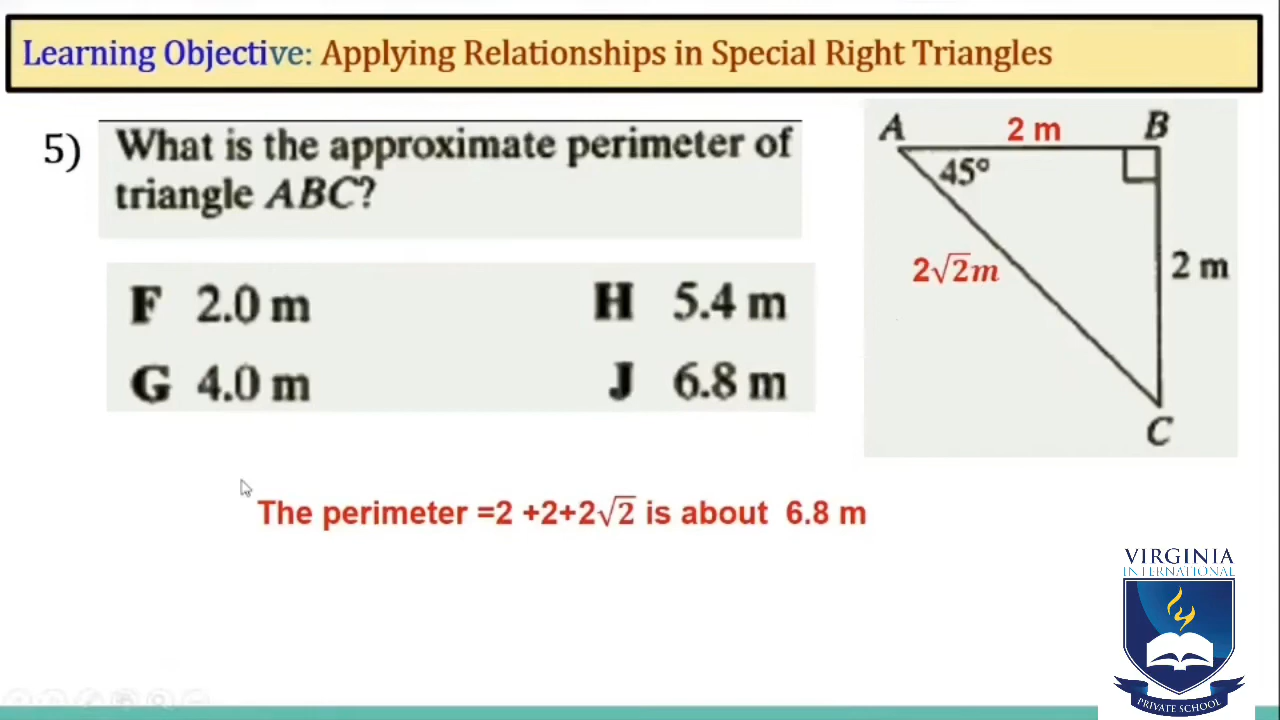 Learning Objective: Applying Relationships in Special Right Triangles
5)
What is the approximate perimeter of
triangle ABC?
F 2.0 m
H 5.4 m
G 4.0 m
J 6.8 m
A
2 m
B
45°
2√2m
2 m
C
The perimeter =2 +2+2√2 is about 6.8 m
VIRGINIA
INTERNATIONAL
PRIVATE SCHOOL